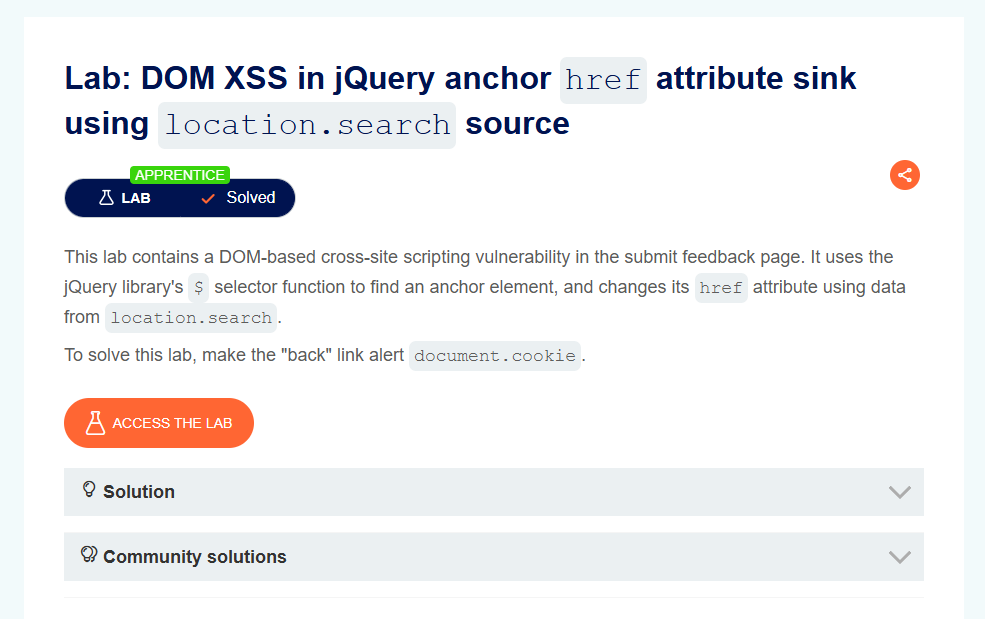 Lab: DOM XSS in jQuery anchor href attribute sink
using location.search source
APPRENTICE
LAB Solved
This lab contains a DOM-based cross-site scripting vulnerability in the submit feedback page. It uses the
jQuery library's $ selector function to find an anchor element, and changes its href attribute using data
from location.search.
To solve this lab, make the "back" link alert document.cookie.
ACCESS THE LAB
Solution
Community solutions